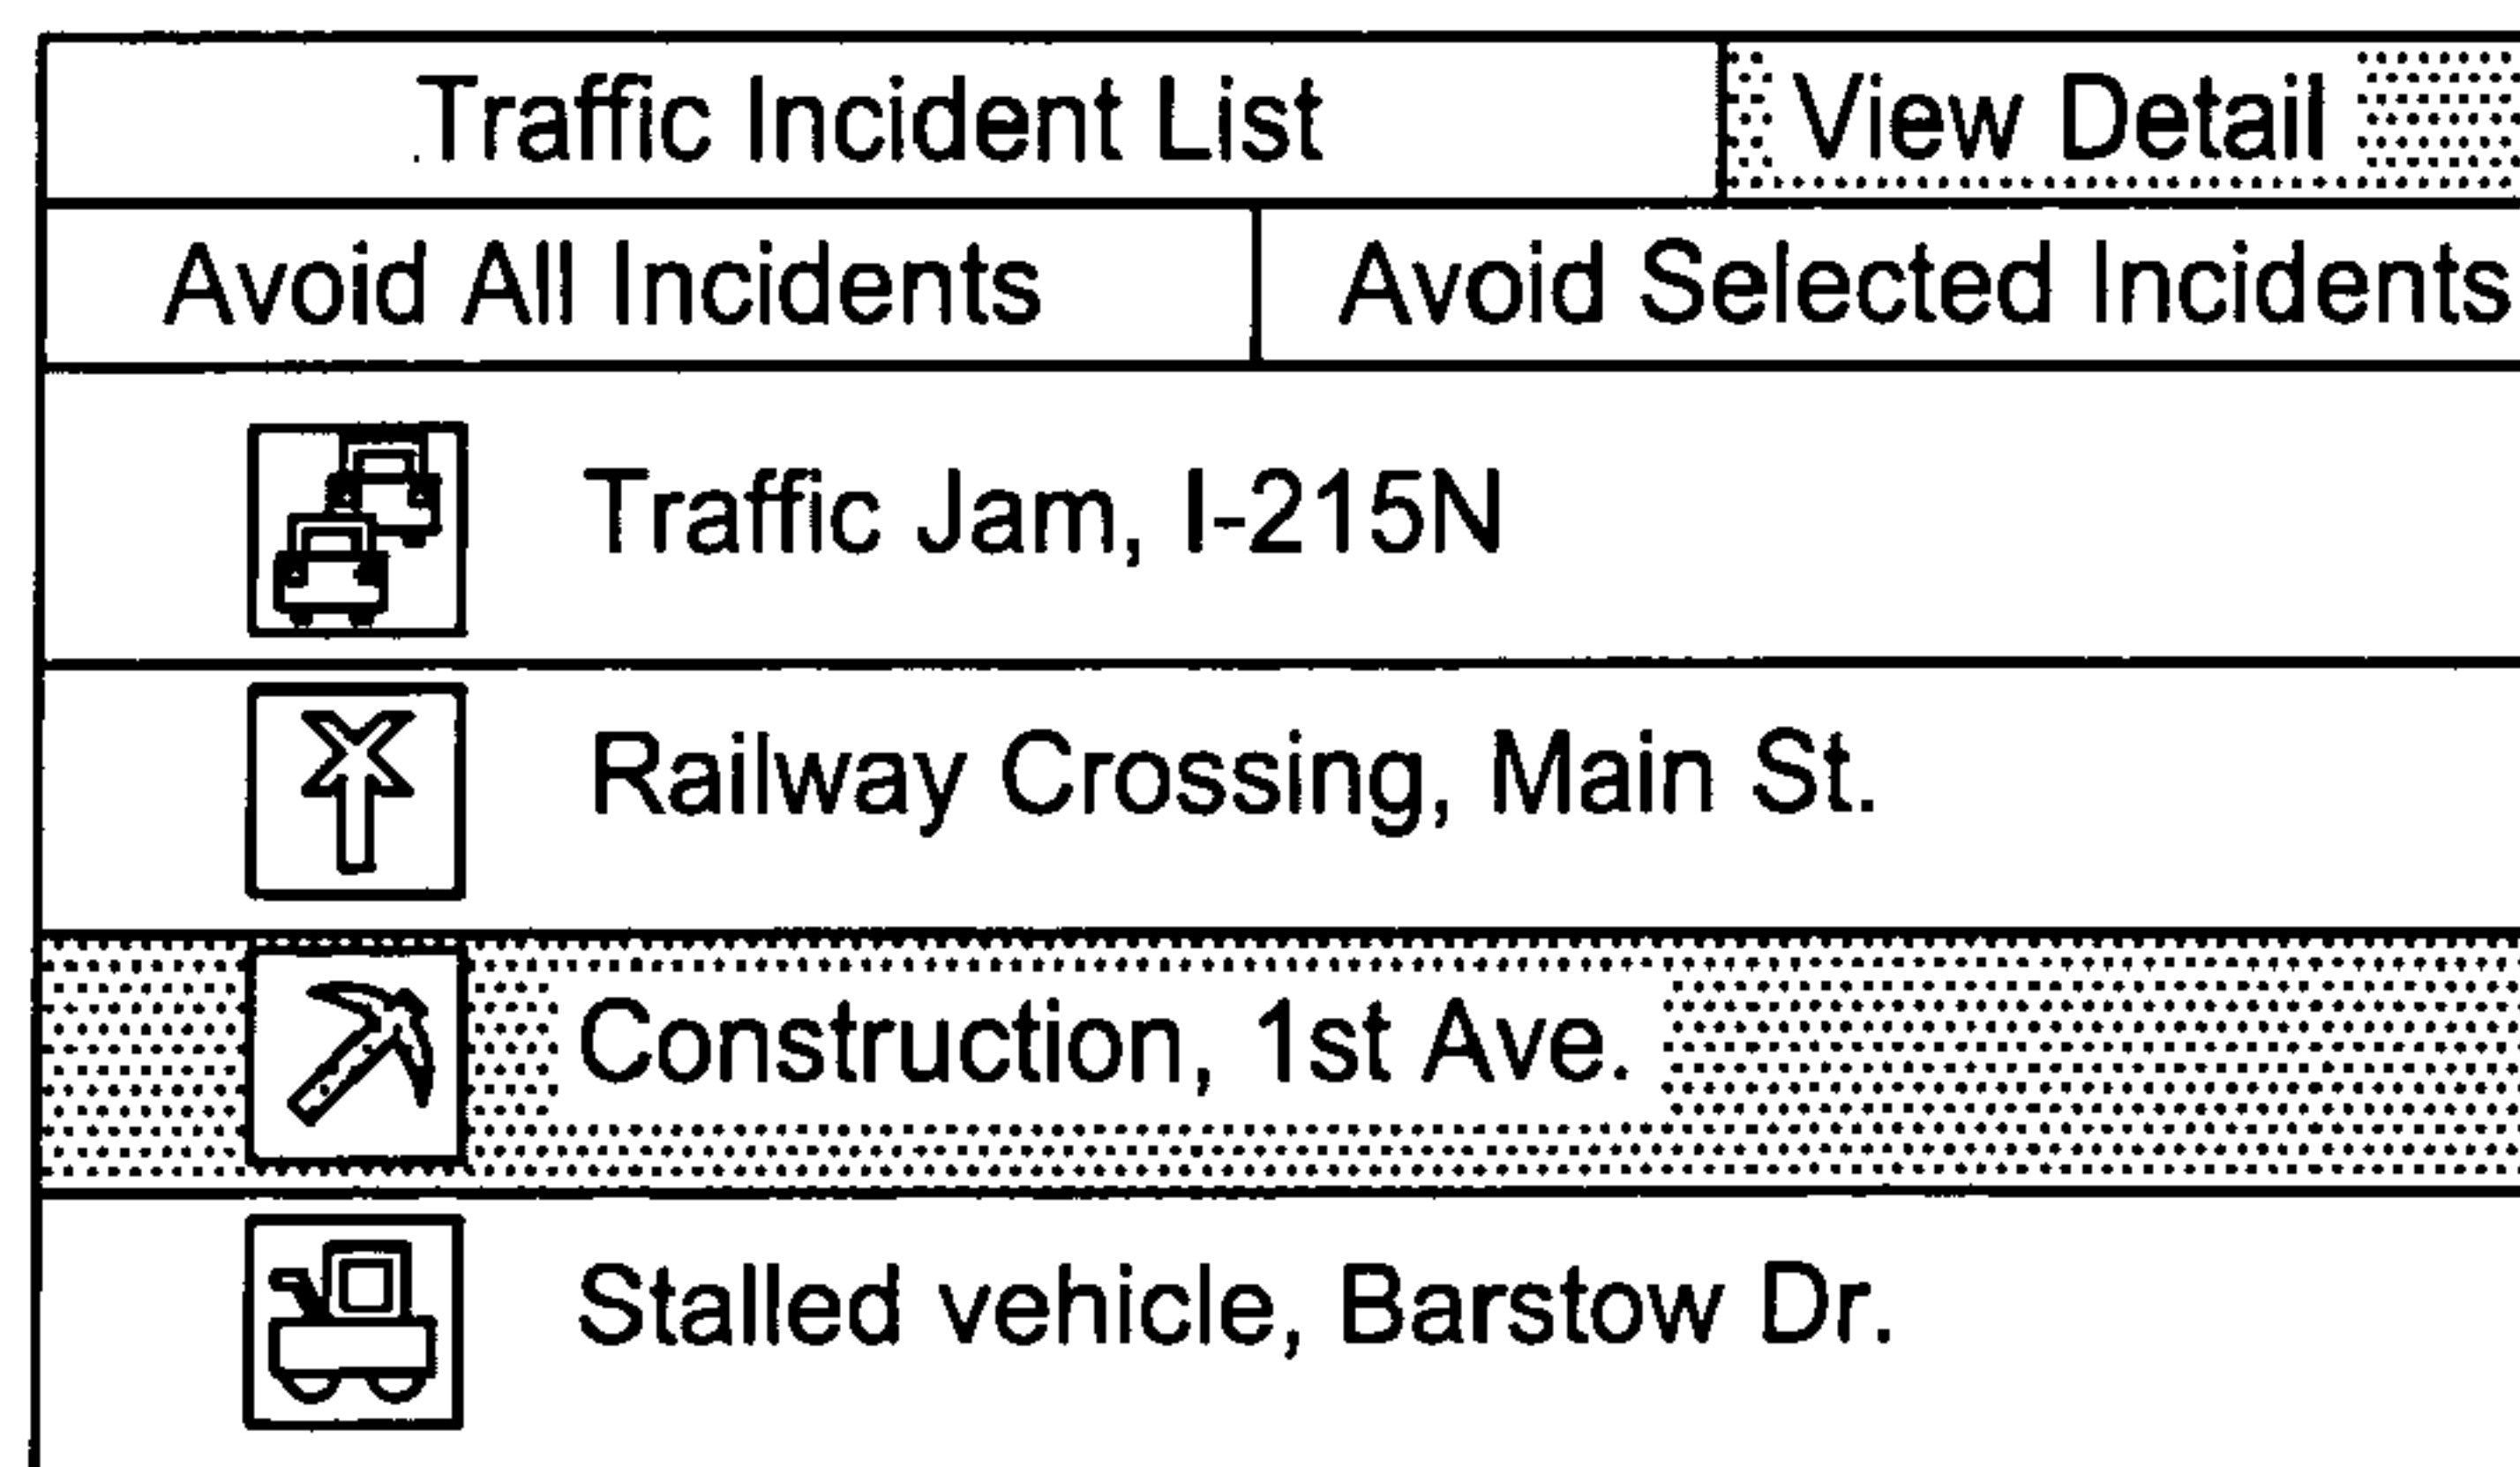 Traffic Incident List View Detail
Avoid All Incidents Avoid Selected Incidents
Traffic Jam, I-215N
Railway Crossing, Main St.
Construction, 1st Ave.
Stalled vehicle, Barstow Dr.